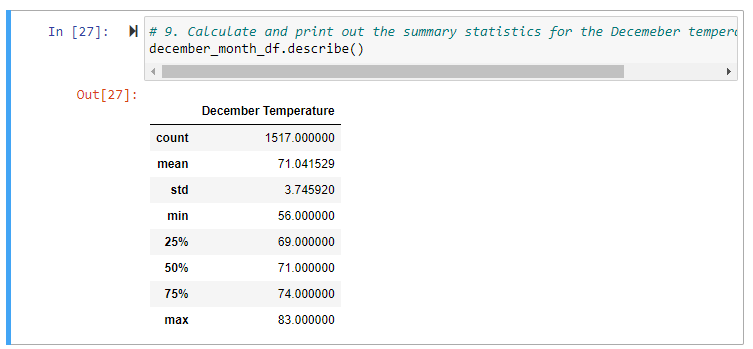 In [27]:
# 9. Calculate and print out the summary statistics for the Decemeber
december_month_df.describe()
Out[27]:
December Temperature
count 1517.000000
mean 71.041529
std 3.745920
min 56.000000
25% 69.000000
50% 71.000000
75% 74.000000
max 83.000000